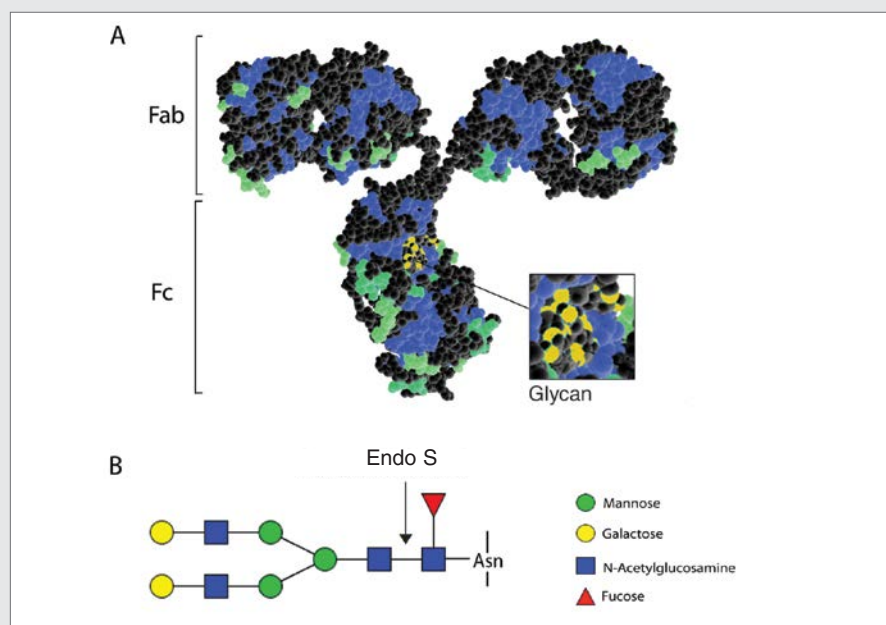 A
Fab
Fc
Glycan
B
Endo S
Asn
Mannose
Galactose
N-Acetylglucosamine
Fucose